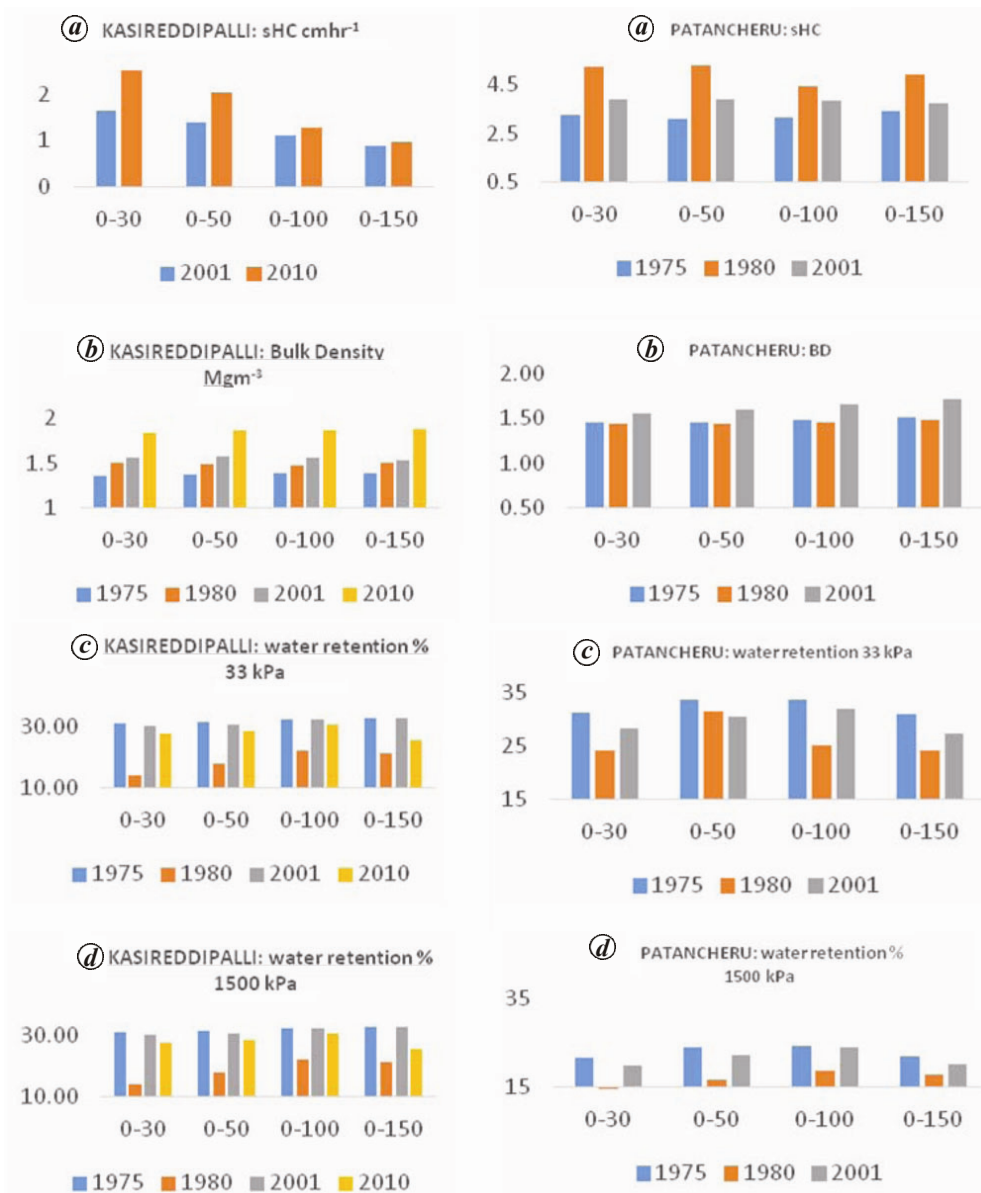 a KASIREDDIPALLI: sHC cmhr⁻¹
2
1
0
0-30 0-50 0-100 0-150
2001 2010
a PATANCHERU: sHC
4.5
2.5
0.5
0-30 0-50 0-100 0-150
1975 1980 2001
b KASIREDDIPALLI: Bulk Density
Mgm⁻³
2
1.5
1
0-30 0-50 0-100 0-150
1975 1980 2001 2010
b PATANCHERU: BD
2.00
1.50
1.00
0.50
0-30 0-50 0-100 0-150
1975 1980 2001
c KASIREDDIPALLI: water retention %
33 kPa
30.00
10.00
0-30 0-50 0-100 0-150
1975 1980 2001 2010
c PATANCHERU: water retention 33 kPa
35
25
15
0-30 0-50 0-100 0-150
1975 1980 2001
d KASIREDDIPALLI: water retention %
1500 kPa
30.00
10.00
0-30 0-50 0-100 0-150
1975 1980 2001 2010
d PATANCHERU: water retention %
1500 kPa
35
15
0-30 0-50 0-100 0-150
1975 1980 2001